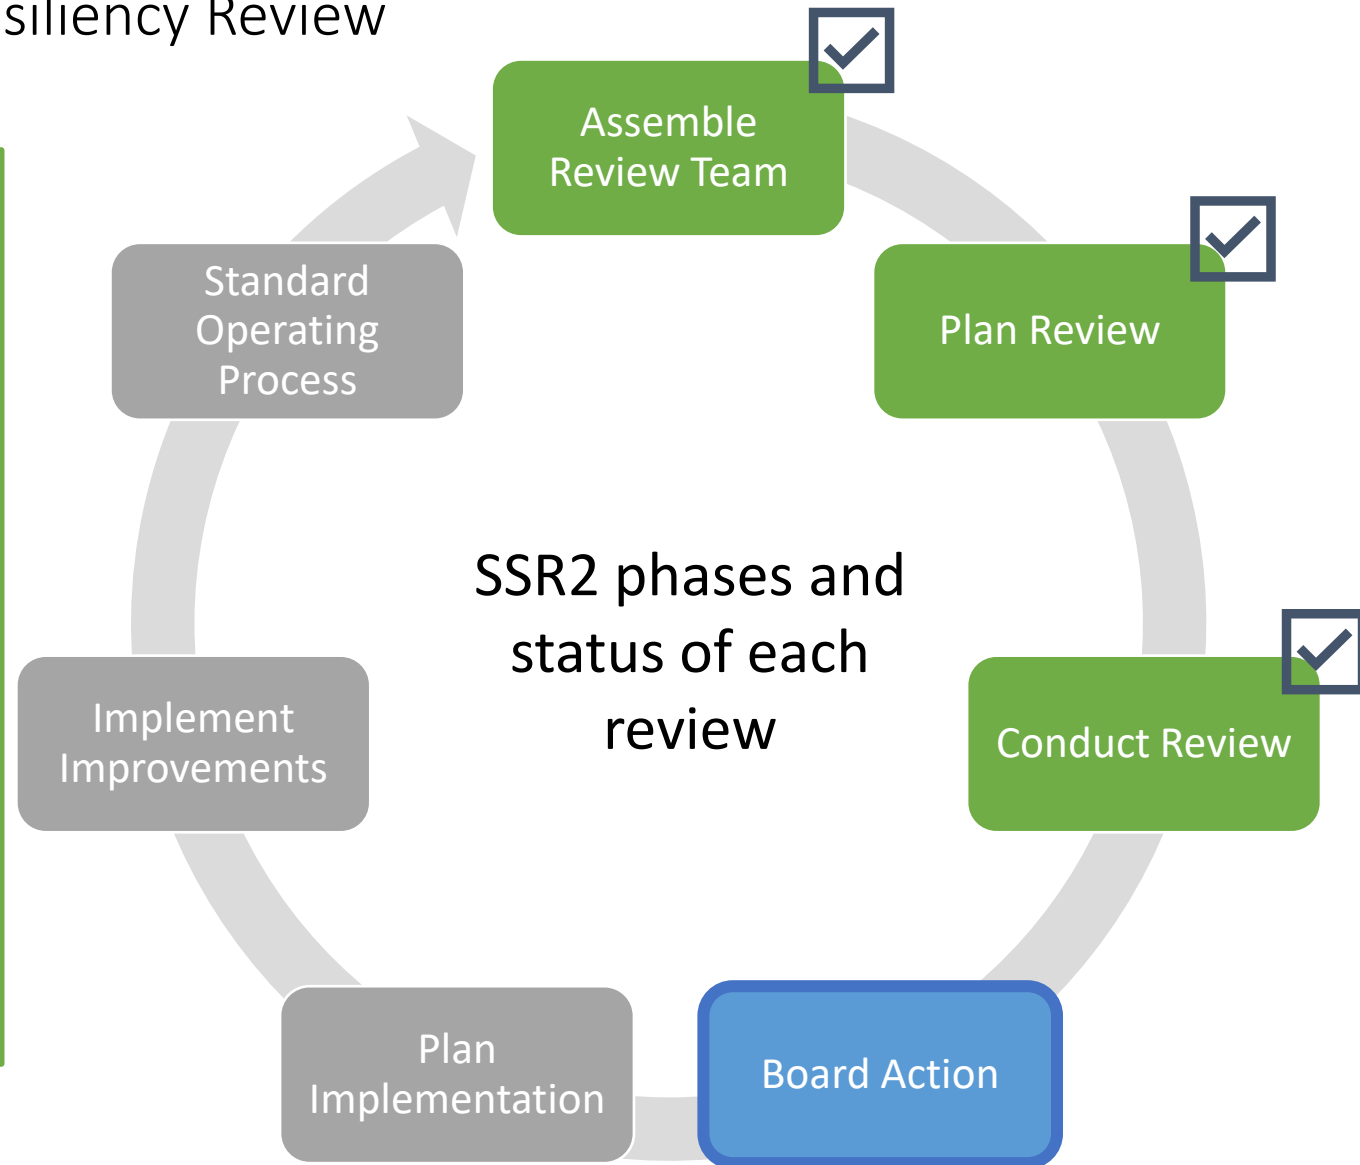 siliency Review
Assemble
Review Team
Plan Review
Conduct Review
Board Action
Plan
Implementation
Implement
Improvements
Standard
Operating
Process
SSR2 phases and
status of each
review